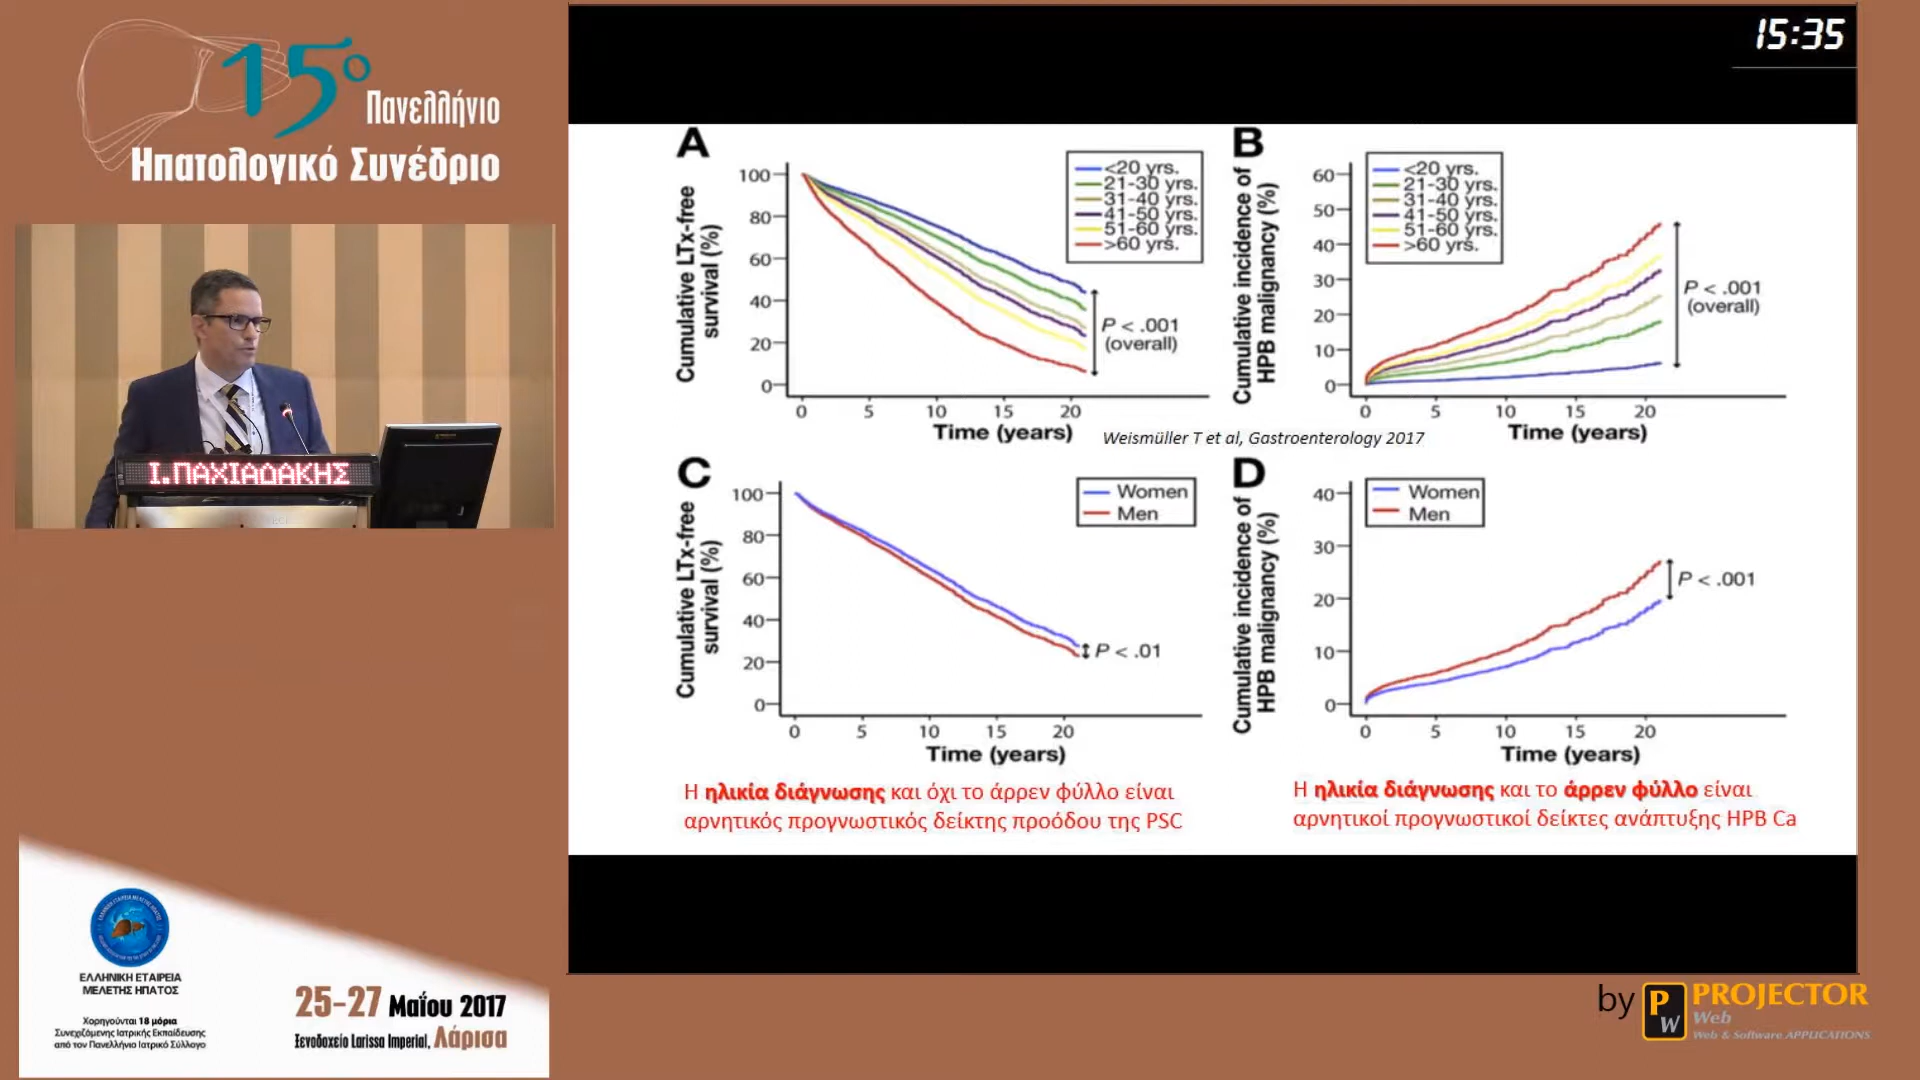 15ο
Πανελλήνιο
Ηπατολογικό Συνέδριο
Ι.ΠΑΧΙΑΔΑΚΗΣ
ΕΛΛΗΝΙΚΗ ΕΤΑΙΡΕΙΑ
ΜΕΛΕΤΗΣ ΗΠΑΤΟΣ
Χορηγούνται 18 μόρια
Συνεχιζόμενης Ιατρικής Εκπαίδευσης
από τον Πανελλήνιο Ιατρικό Σύλλογο
25-27 Μαΐου 2017
Ξενοδοχείο Larissa Imperial, Λάρισα
15:35
A
Cumulative LTx-free
survival (%)
100
80
60
40
20
0
<20 yrs.
21-30 yrs.
31-40 yrs.
41-50 yrs.
51-60 yrs.
>60 yrs.
P < .001
(overall)
0 5 10 15 20
Time (years)
B
Cumulative incidence of
HPB malignancy (%)
60
50
40
30
20
10
0
<20 yrs.
21-30 yrs.
31-40 yrs.
41-50 yrs.
51-60 yrs.
>60 yrs.
P < .001
(overall)
0 5 10 15 20
Time (years)
Weismüller T et al, Gastroenterology 2017
C
Cumulative LTx-free
survival (%)
100
80
60
40
20
0
Women
Men
P < .01
0 5 10 15 20
Time (years)
D
Cumulative incidence of
HPB malignancy (%)
40
30
20
10
0
Women
Men
P < .001
0 5 10 15 20
Time (years)
Η ηλικία διάγνωσης και όχι το άρρεν φύλλο είναι
αρνητικός προγνωστικός δείκτης προόδου της PSC
Η ηλικία διάγνωσης και το άρρεν φύλλο είναι
αρνητικοί προγνωστικοί δείκτες ανάπτυξης HPB Ca
by PW PROJECTOR
Web
Web & Software APPLICATIONS